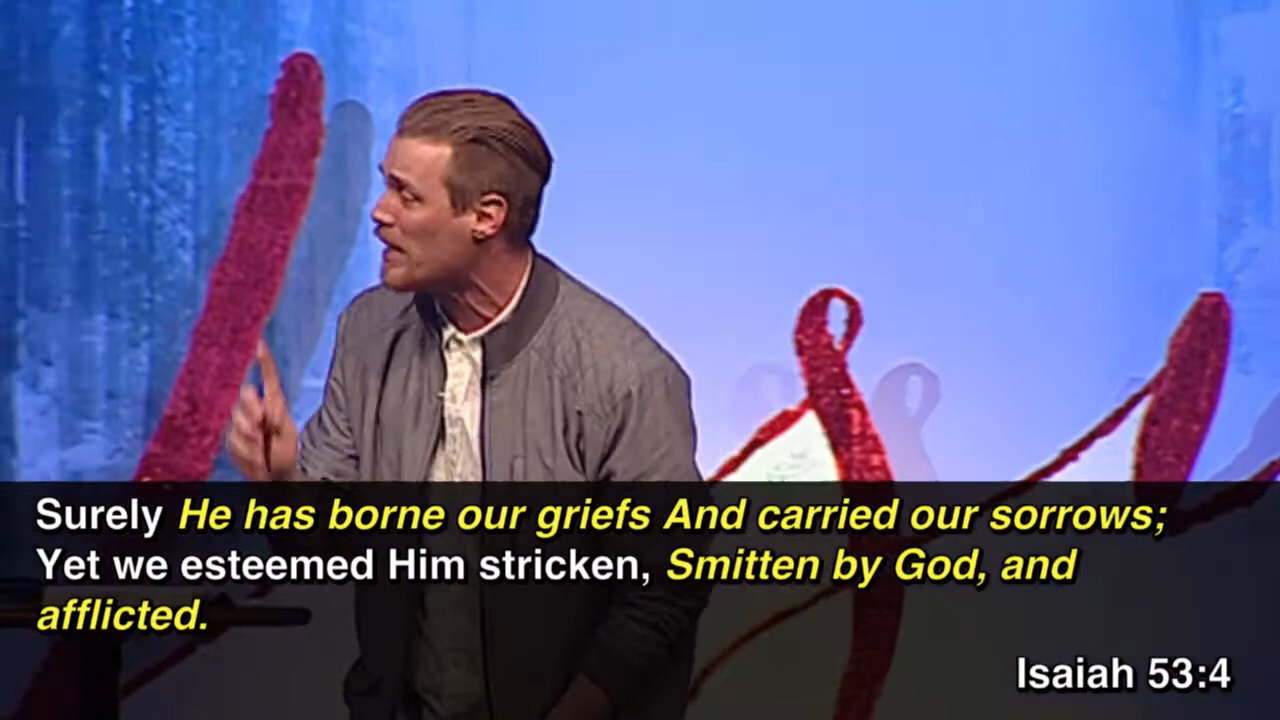 Surely He has borne our griefs And carried our sorrows;
Yet we esteemed Him stricken, Smitten by God, and
afflicted.
Isaiah 53:4